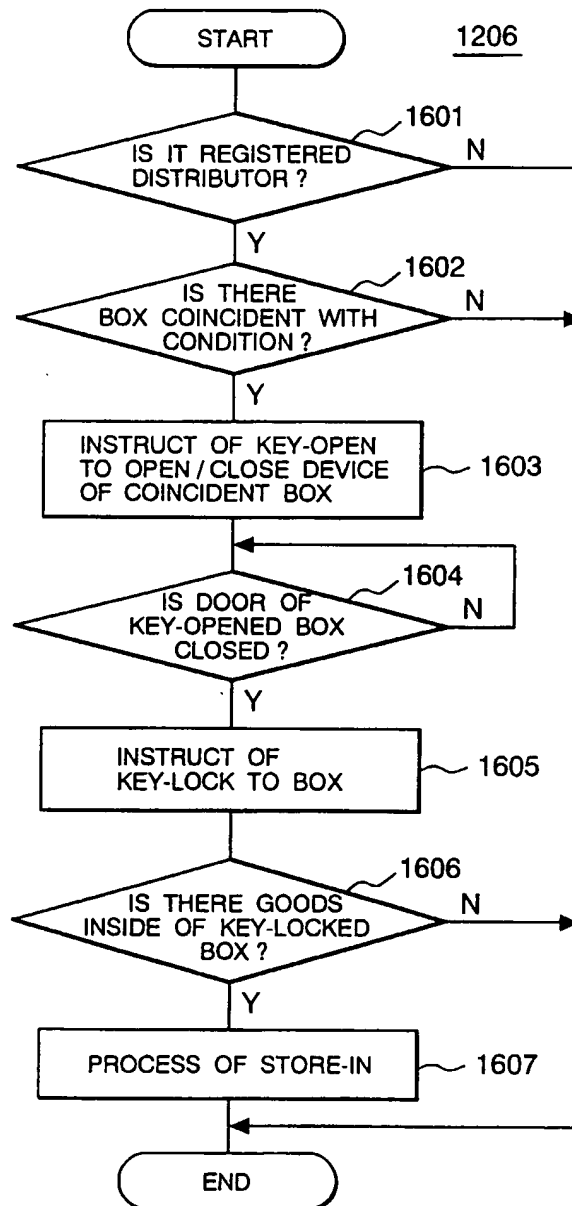 START
1206
1601
IS IT REGISTERED
DISTRIBUTOR ?
N
Y
1602
IS THERE
BOX COINCIDENT WITH
CONDITION ?
N
Y
INSTRUCT OF KEY-OPEN
TO OPEN / CLOSE DEVICE
OF COINCIDENT BOX
1603
1604
IS DOOR OF
KEY-OPENED BOX
CLOSED ?
N
Y
INSTRUCT OF
KEY-LOCK TO BOX
1605
1606
IS THERE GOODS
INSIDE OF KEY-LOCKED
BOX ?
N
Y
PROCESS OF STORE-IN
1607
END